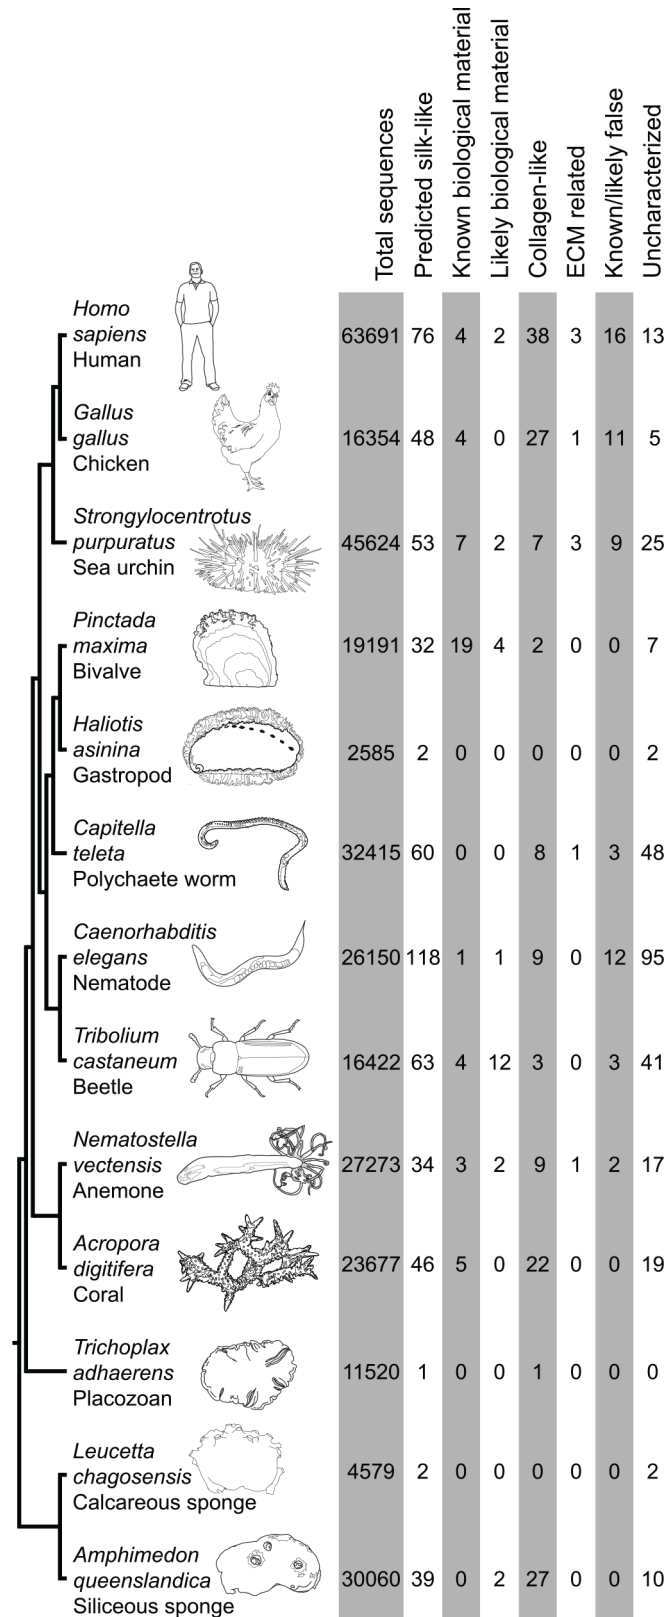 Total sequences
Predicted silk-like
Known biological material
Likely biological material
Collagen-like
ECM related
Known/likely false
Uncharacterized
Homo
sapiens 63691 76 4 2 38 3 16 13
Human
Gallus
gallus 16354 48 4 0 27 1 11 5
Chicken
Strongylocentrotus
purpuratus 45624 53 7 2 7 3 9 25
Sea urchin
Pinctada
maxima 19191 32 19 4 2 0 0 7
Bivalve
Haliotis
asinina 2585 2 0 0 0 0 0 2
Gastropod
Capitella
teleta 32415 60 0 0 8 1 3 48
Polychaete worm
Caenorhabditis
elegans 26150 118 1 1 9 0 12 95
Nematode
Tribolium
castaneum 16422 63 4 12 3 0 3 41
Beetle
Nematostella
vectensis 27273 34 3 2 9 1 2 17
Anemone
Acropora
digitifera 23677 46 5 0 22 0 0 19
Coral
Trichoplax
adhaerens 11520 1 0 0 1 0 0 0
Placozoan
Leucetta
chagosensis 4579 2 0 0 0 0 0 2
Calcareous sponge
Amphimedon
queenslandica 30060 39 0 2 27 0 0 10
Siliceous sponge